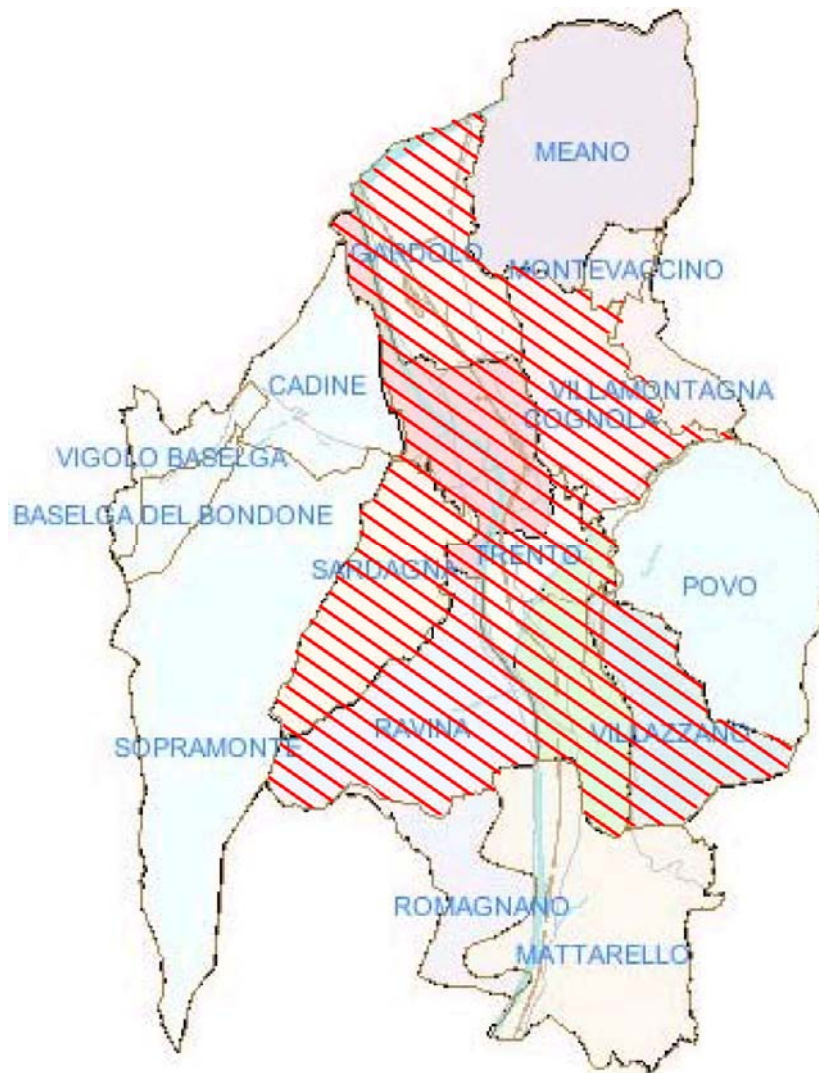 MEANO
GARDOLO
MONTEVACCINO
CADINE
VILLAMONTAGNA
COGNOLA
VIGOLO BASELGA
BASELGA DEL BONDONE
TRENTO
SARDAGNA
POVO
RAVINA
VILLAZZANO
SOPRAMONTE
ROMAGNANO
MATTARELLO